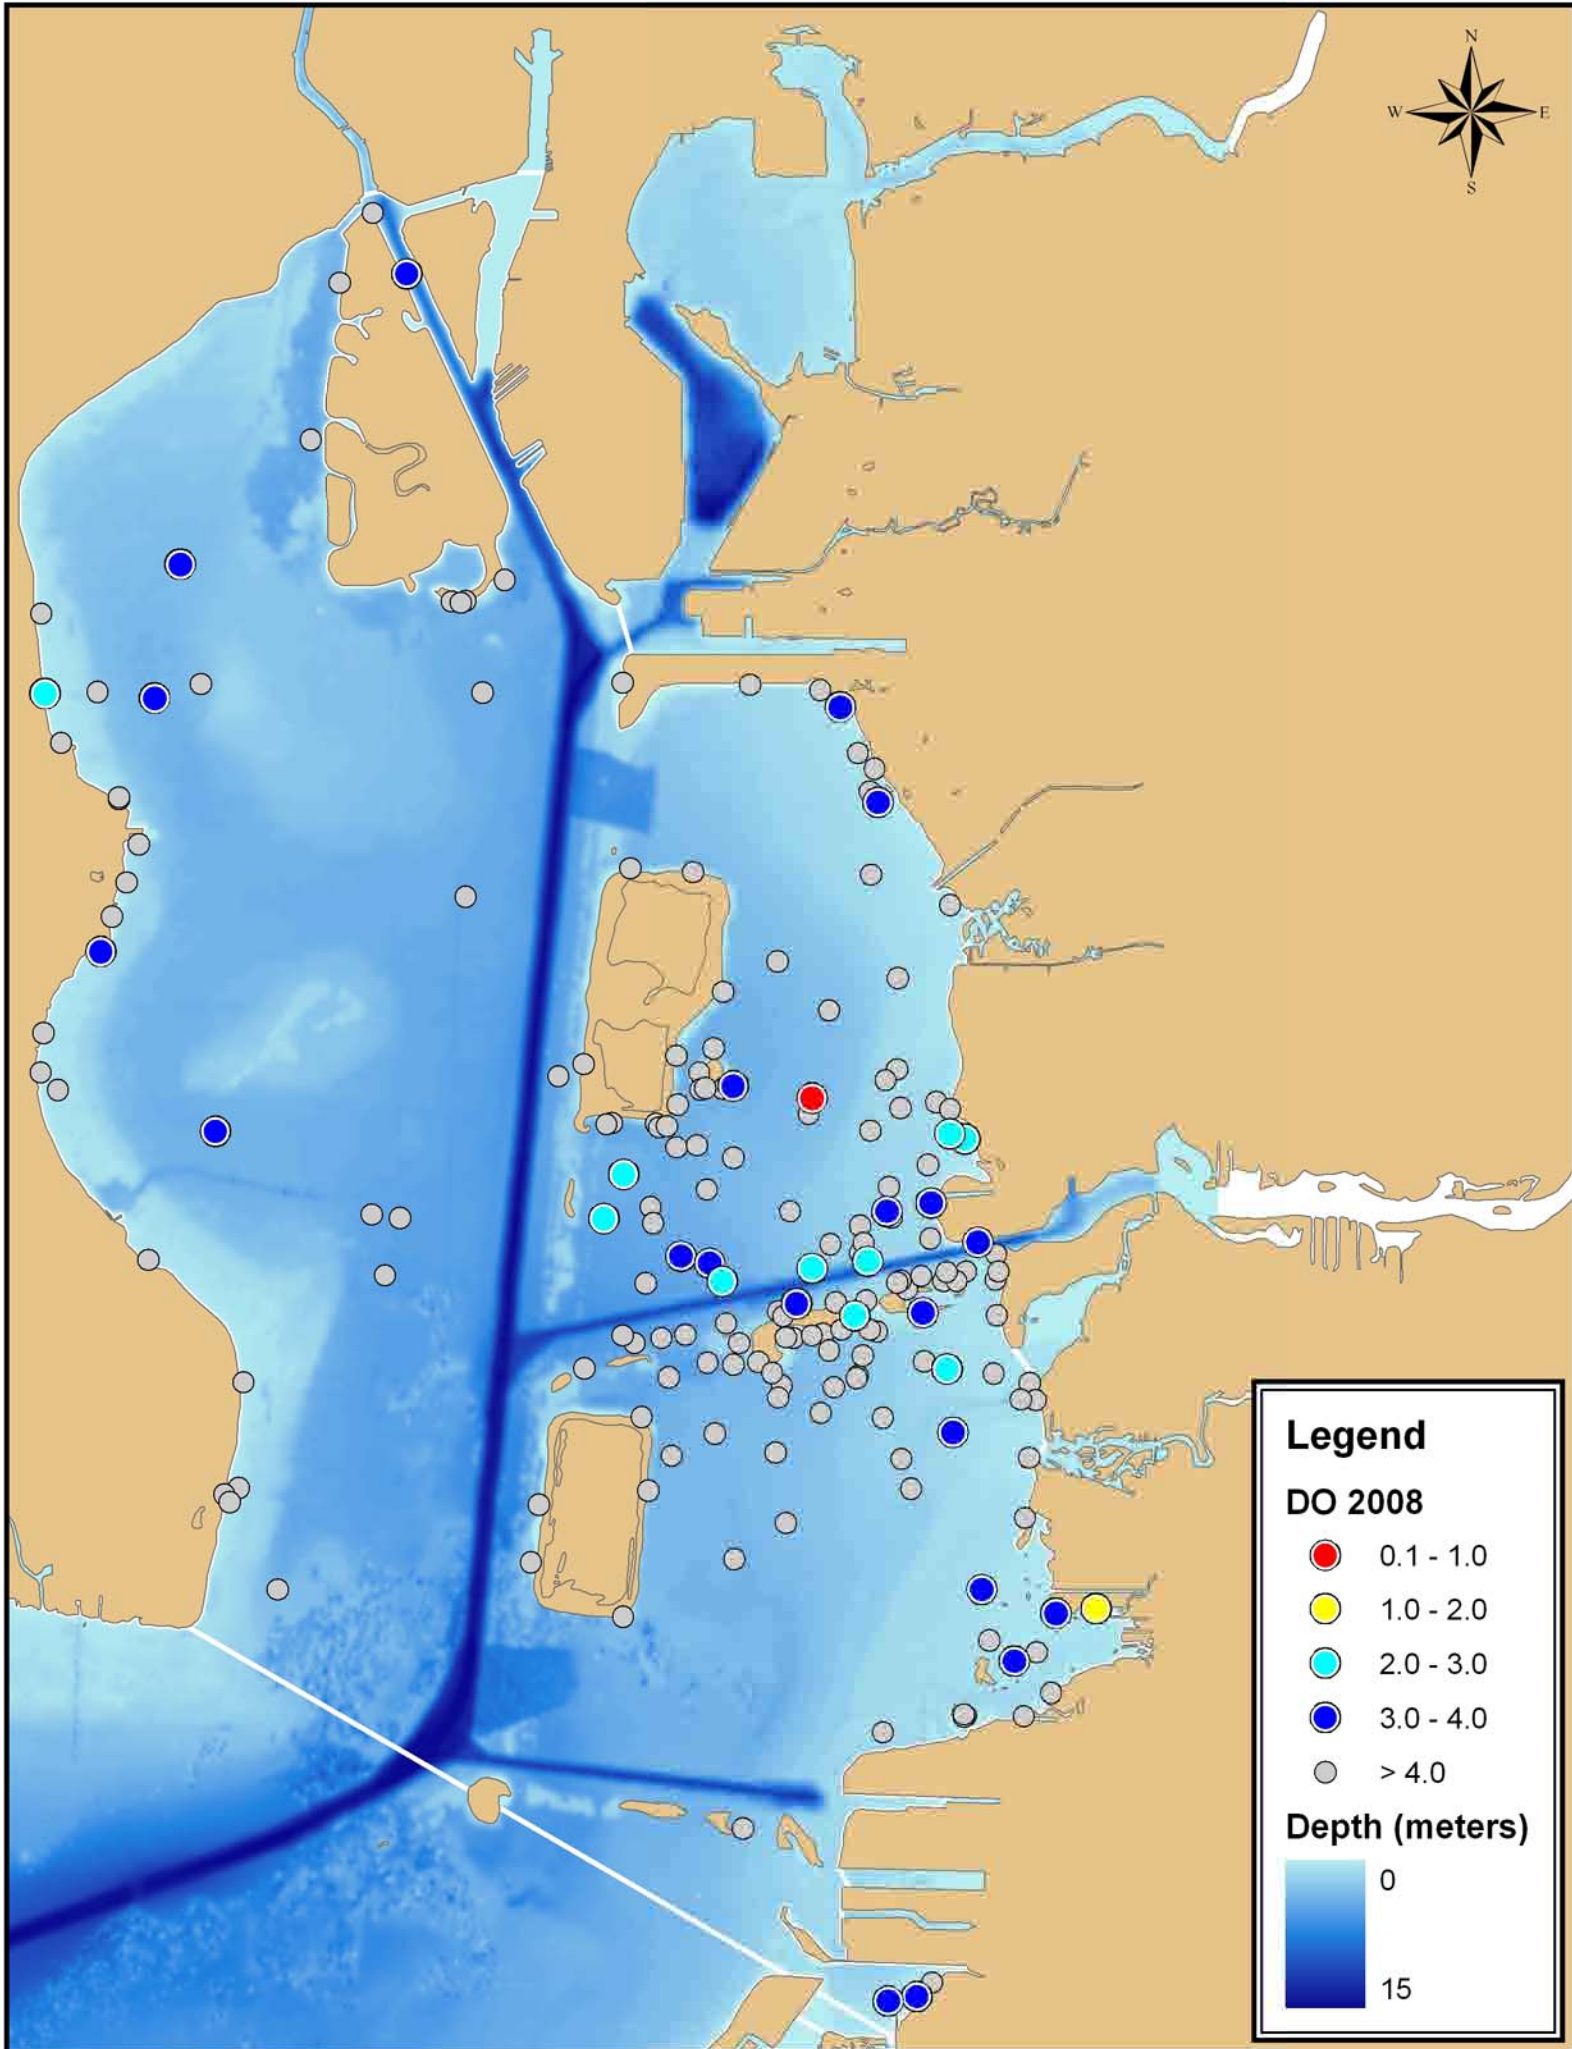 N
W E
S
Legend
DO 2008
0.1 - 1.0
1.0 - 2.0
2.0 - 3.0
3.0 - 4.0
> 4.0
Depth (meters)
0
15